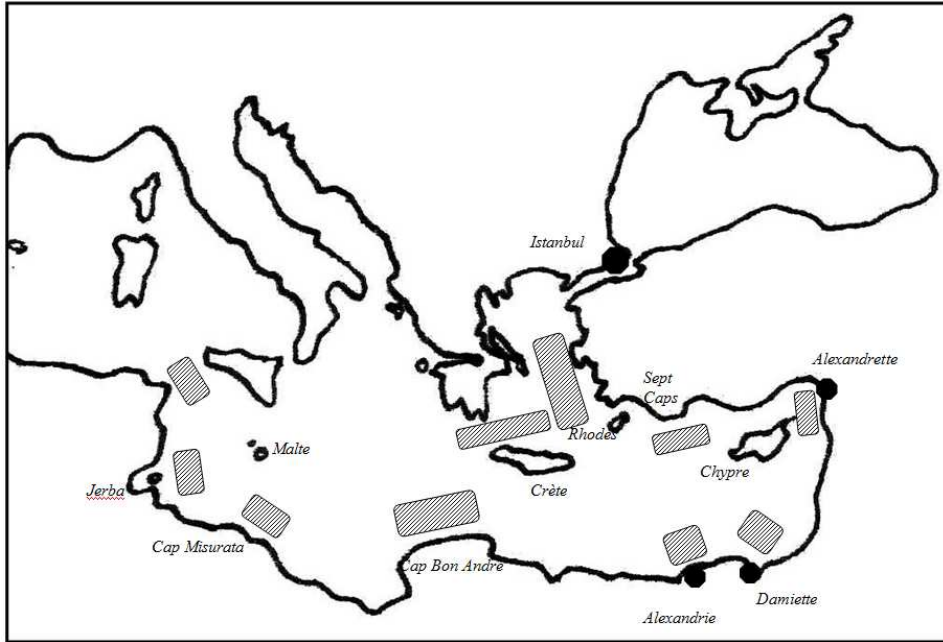 Istanbul
Alexandrette
Sept
Caps
Rhodes
Malte
Chypre
Crète
Jerba
Cap Misurata
Cap Bon Andre
Damiette
Alexandrie